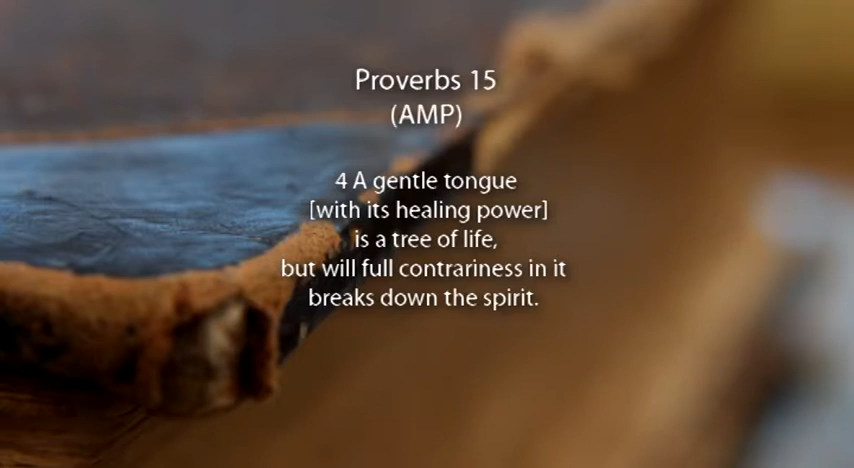 Proverbs 15
(AMP)
4 A gentle tongue
[with its healing power]
is a tree of life,
but will full contrariness in it
breaks down the spirit.